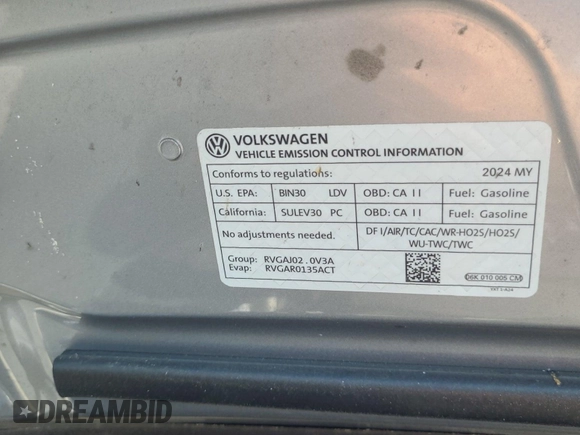 VOLKSWAGEN
VEHICLE EMISSION CONTROL INFORMATION
Conforms to regulations: 2024 MY
U.S. EPA: BIN30 LDV OBD: CA II Fuel: Gasoline
California: SULEV30 PC OBD: CA II Fuel: Gasoline
No adjustments needed. DFI/AIR/TC/CAC/WR-HO2S/HO2S/
WU-TWC/TWC
Group: RVGAJ02.0V3A
Evap: RVGAR0135ACT
06K 010 005 CM
DREAMBID